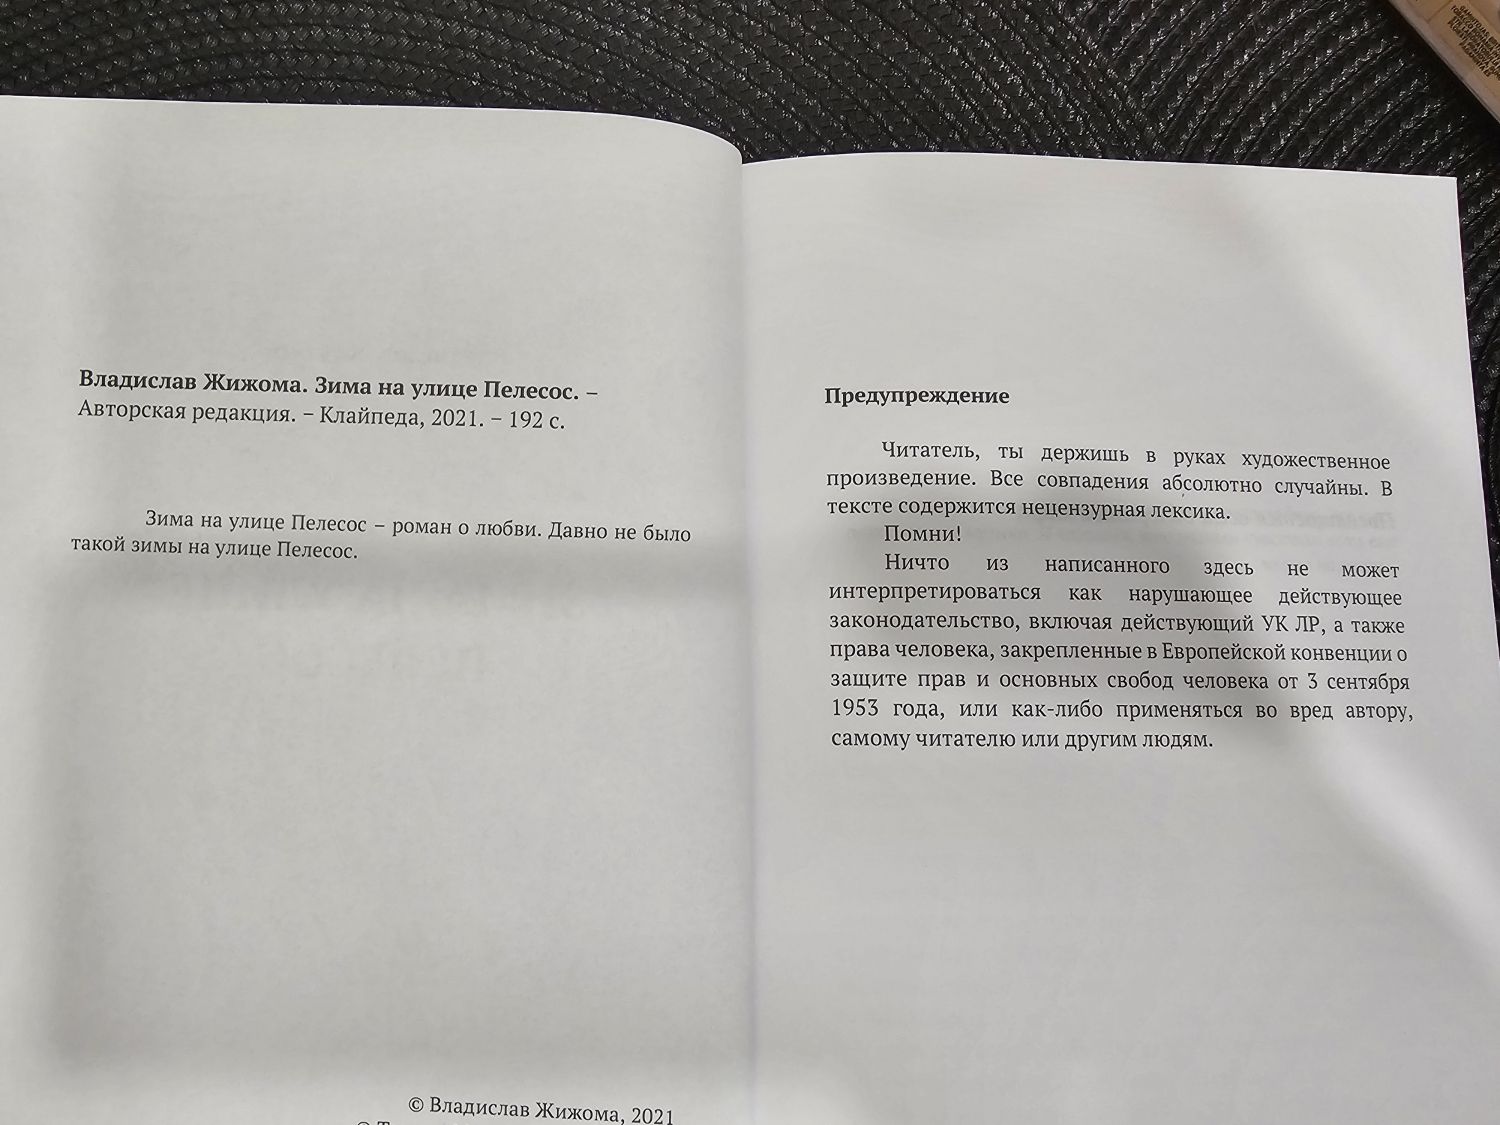 Владислав Жижома. Зима на улице Пелесос. –
Авторская редакция. – Клайпеда, 2021. – 192 с.
Зима на улице Пелесос – роман о любви. Давно не было
такой зимы на улице Пелесос.
© Владислав Жижома, 2021
Предупреждение
Читатель, ты держишь в руках художественное
произведение. Все совпадения абсолютно случайны. В
тексте содержится нецензурная лексика.
Помни!
Ничто из написанного здесь не может
интерпретироваться как нарушающее действующее
законодательство, включая действующий УК ЛР, а также
права человека, закрепленные в Европейской конвенции о
защите прав и основных свобод человека от 3 сентября
1953 года, или как-либо применяться во вред автору,
самому читателю или другим людям.